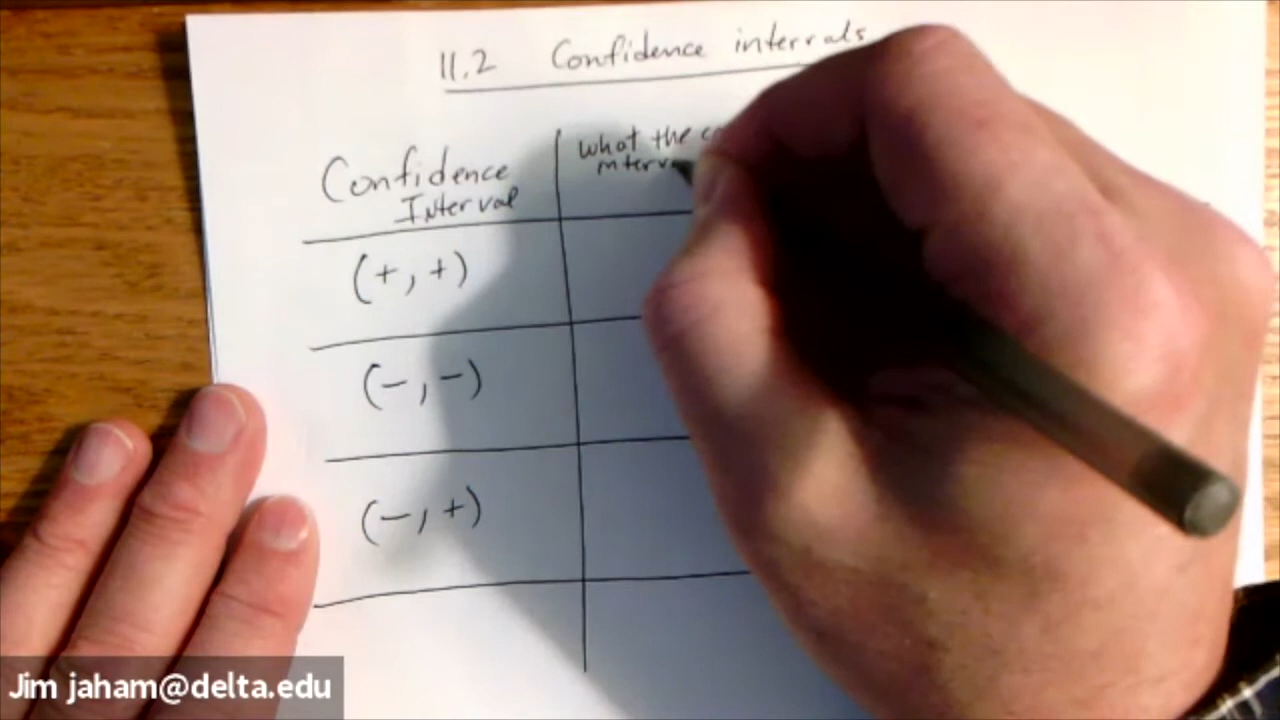 11.2 Confidence intervals
Confidence
Interval
what the
(+, +)
(-, -)
(-, +)
Jim jaham@delta.edu